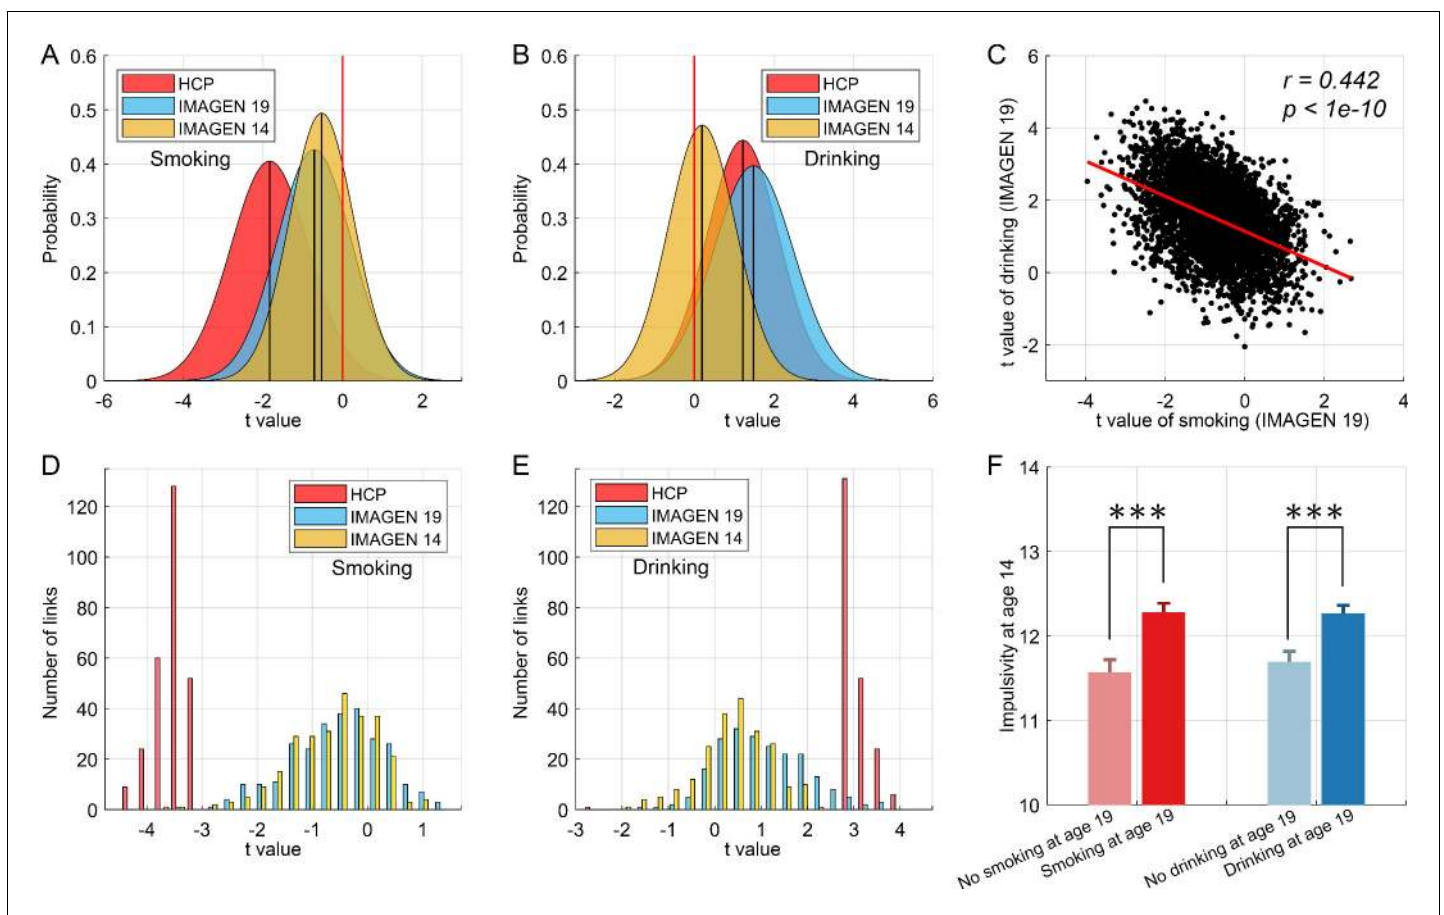 A
0.6
0.5
0.4
0.3
0.2
0.1
0
Probability
HCP
IMAGEN 19
IMAGEN 14
Smoking
-6
-4
-2
0
2
t value
B
0.6
0.5
0.4
0.3
0.2
0.1
0
Probability
HCP
IMAGEN 19
IMAGEN 14
Drinking
-2
0
2
4
6
t value
C
6
4
2
0
-2
t value of drinking (IMAGEN 19)
r = 0.442
p < 1e-10
-4
-2
0
2
4
t value of smoking (IMAGEN 19)
D
120
100
80
60
40
20
0
Number of links
HCP
IMAGEN 19
IMAGEN 14
Smoking
-4
-3
-2
-1
0
1
t value
E
120
100
80
60
40
20
0
Number of links
HCP
IMAGEN 19
IMAGEN 14
Drinking
-3
-2
-1
0
1
2
3
4
t value
F
14
13
12
11
10
Impulsivity at age 14
***
***
No smoking at age 19
Smoking at age 19
No drinking at age 19
Drinking at age 19